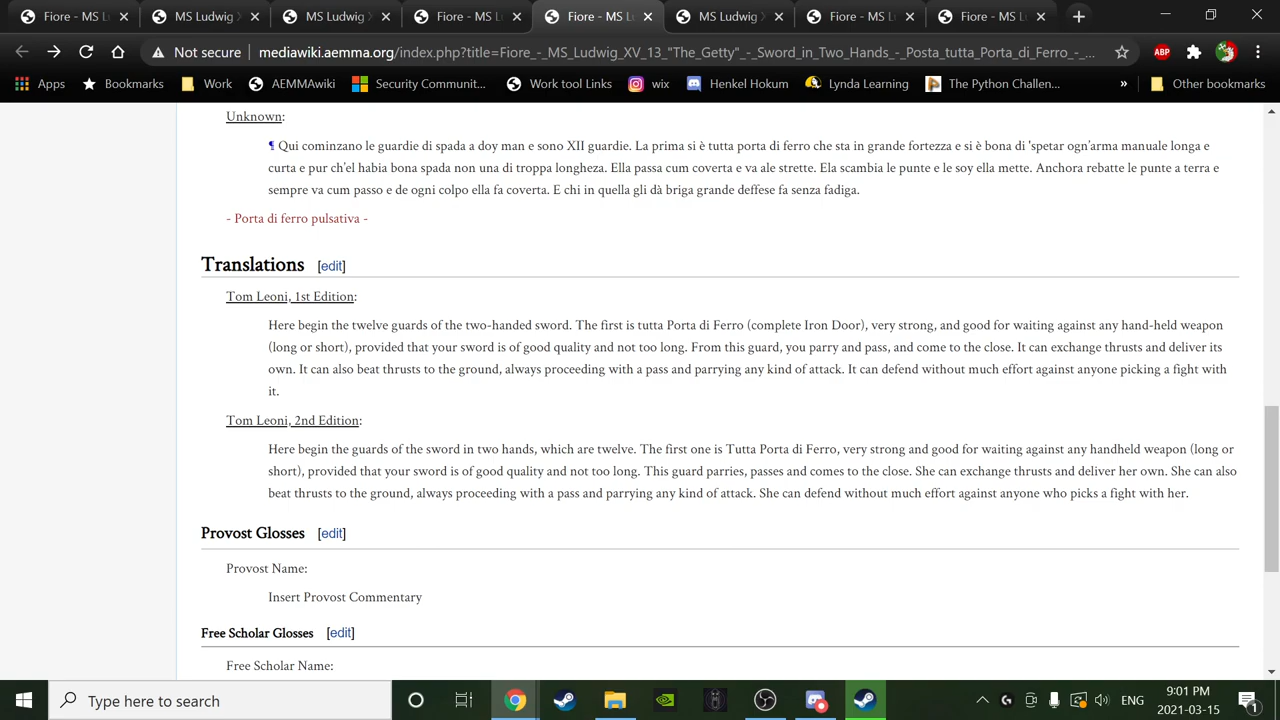 Fiore - MS L
MS Ludwig X
MS Ludwig X
Fiore - MS L
Fiore - MS Lu
MS Ludwig X
Fiore - MS L
Fiore - MS L
Not secure
mediawiki.aemma.org/index.php?title=Fiore_-_MS_Ludwig_XV_13_"The_Getty"_-_Sword_in_Two_Hands_-_Posta_tutta_Porta_di_Ferro_-_...
ABP
Apps
Bookmarks
Work
AEMMAwiki
Security Communit...
Work tool Links
wix
Henkel Hokum
Lynda Learning
The Python Challen...
»
Other bookmarks
Unknown:
¶ Qui cominzano le guardie di spada a doy man e sono XII guardie. La prima si è tutta porta di ferro che sta in grande fortezza e si è bona di 'spetar ogn'arma manuale longa e
curta e pur ch'el habia bona spada non una di troppa longheza. Ella passa cum coverta e va ale strette. Ela scambia le punte e le soy ella mette. Anchora rebatte le punte a terra e
sempre va cum passo e de ogni colpo ella fa coverta. E chi in quella gli dà briga grande deffese fa senza fadiga.
- Porta di ferro pulsativa -
Translations [edit]
Tom Leoni, 1st Edition:
Here begin the twelve guards of the two-handed sword. The first is tutta Porta di Ferro (complete Iron Door), very strong, and good for waiting against any hand-held weapon
(long or short), provided that your sword is of good quality and not too long. From this guard, you parry and pass, and come to the close. It can exchange thrusts and deliver its
own. It can also beat thrusts to the ground, always proceeding with a pass and parrying any kind of attack. It can defend without much effort against anyone picking a fight with
it.
Tom Leoni, 2nd Edition:
Here begin the guards of the sword in two hands, which are twelve. The first one is Tutta Porta di Ferro, very strong and good for waiting against any handheld weapon (long or
short), provided that your sword is of good quality and not too long. This guard parries, passes and comes to the close. She can exchange thrusts and deliver her own. She can also
beat thrusts to the ground, always proceeding with a pass and parrying any kind of attack. She can defend without much effort against anyone who picks a fight with her.
Provost Glosses [edit]
Provost Name:
Insert Provost Commentary
Free Scholar Glosses [edit]
Free Scholar Name:
Type here to search
ENG
9:01 PM
2021-03-15
1